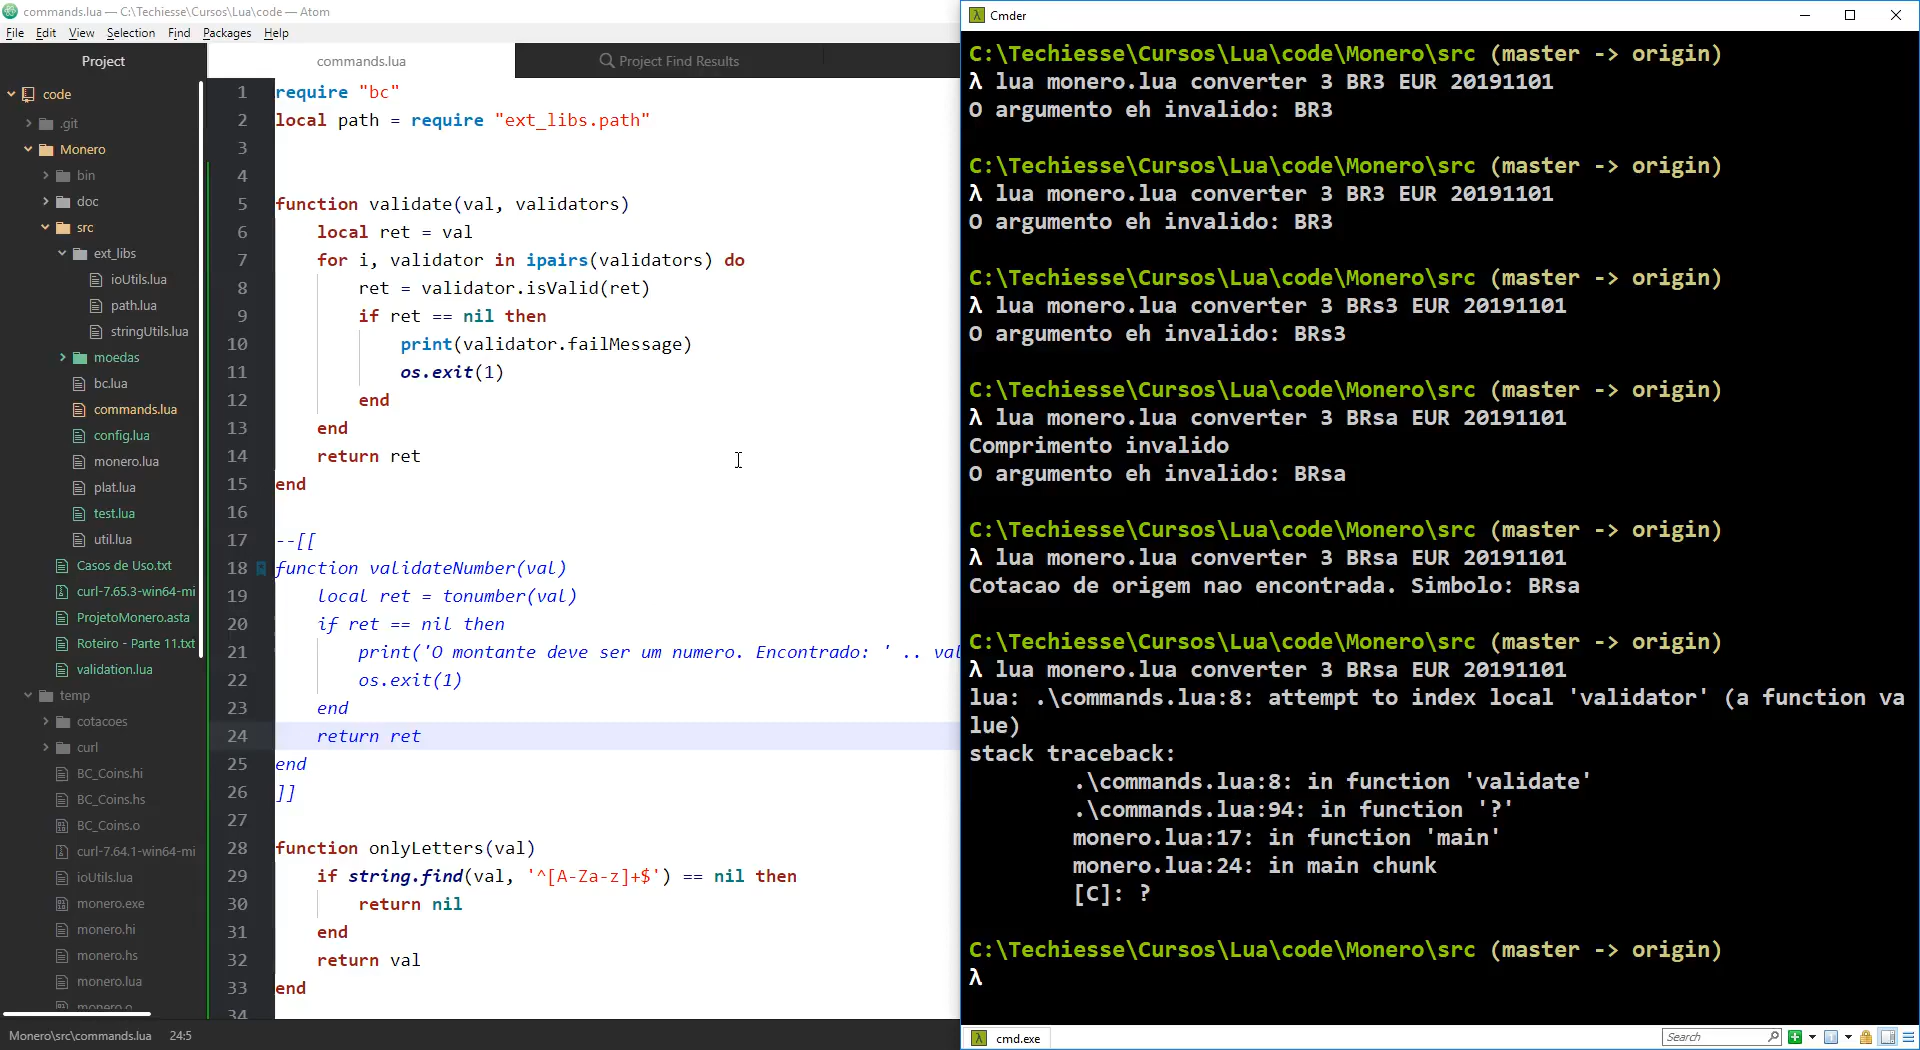 commands.lua — C:\Techiesse\Cursos\Lua\code — Atom
File Edit View Selection Find Packages Help
Project
code
.git
Monero
bin
doc
src
ext_libs
ioUtils.lua
path.lua
stringUtils.lua
moedas
bc.lua
commands.lua
config.lua
monero.lua
plat.lua
test.lua
util.lua
Casos de Uso.txt
curl-7.65.3-win64-mi
ProjetoMonero.asta
Roteiro - Parte 11.txt
validation.lua
temp
cotacoes
curl
BC_Coins.hi
BC_Coins.hs
BC_Coins.o
curl-7.64.1-win64-mi
ioUtils.lua
monero.exe
monero.hi
monero.hs
monero.lua
monero.o
commands.lua
Project Find Results
1 require "bc"
2 local path = require "ext_libs.path"
3
4
5 function validate(val, validators)
6 local ret = val
7 for i, validator in ipairs(validators) do
8 ret = validator.isValid(ret)
9 if ret == nil then
10 print(validator.failMessage)
11 os.exit(1)
12 end
13 end
14 return ret
15 end
16
17 --[[
18 function validateNumber(val)
19 local ret = tonumber(val)
20 if ret == nil then
21 print('O montante deve ser um numero. Encontrado: ' .. val
22 os.exit(1)
23 end
24 return ret
25 end
26 ]]
27
28 function onlyLetters(val)
29 if string.find(val, '^[A-Za-z]+$') == nil then
30 return nil
31 end
32 return val
33 end
34
Monero\src\commands.lua 24:5
Cmder
C:\Techiesse\Cursos\Lua\code\Monero\src (master -> origin)
λ lua monero.lua converter 3 BR3 EUR 20191101
O argumento eh invalido: BR3
C:\Techiesse\Cursos\Lua\code\Monero\src (master -> origin)
λ lua monero.lua converter 3 BR3 EUR 20191101
O argumento eh invalido: BR3
C:\Techiesse\Cursos\Lua\code\Monero\src (master -> origin)
λ lua monero.lua converter 3 BRs3 EUR 20191101
O argumento eh invalido: BRs3
C:\Techiesse\Cursos\Lua\code\Monero\src (master -> origin)
λ lua monero.lua converter 3 BRsa EUR 20191101
Comprimento invalido
O argumento eh invalido: BRsa
C:\Techiesse\Cursos\Lua\code\Monero\src (master -> origin)
λ lua monero.lua converter 3 BRsa EUR 20191101
Cotacao de origem nao encontrada. Simbolo: BRsa
C:\Techiesse\Cursos\Lua\code\Monero\src (master -> origin)
λ lua monero.lua converter 3 BRsa EUR 20191101
lua: .\commands.lua:8: attempt to index local 'validator' (a function va
lue)
stack traceback:
.\commands.lua:8: in function 'validate'
.\commands.lua:94: in function '?'
monero.lua:17: in function 'main'
monero.lua:24: in main chunk
[C]: ?
C:\Techiesse\Cursos\Lua\code\Monero\src (master -> origin)
λ
cmd.exe
Search